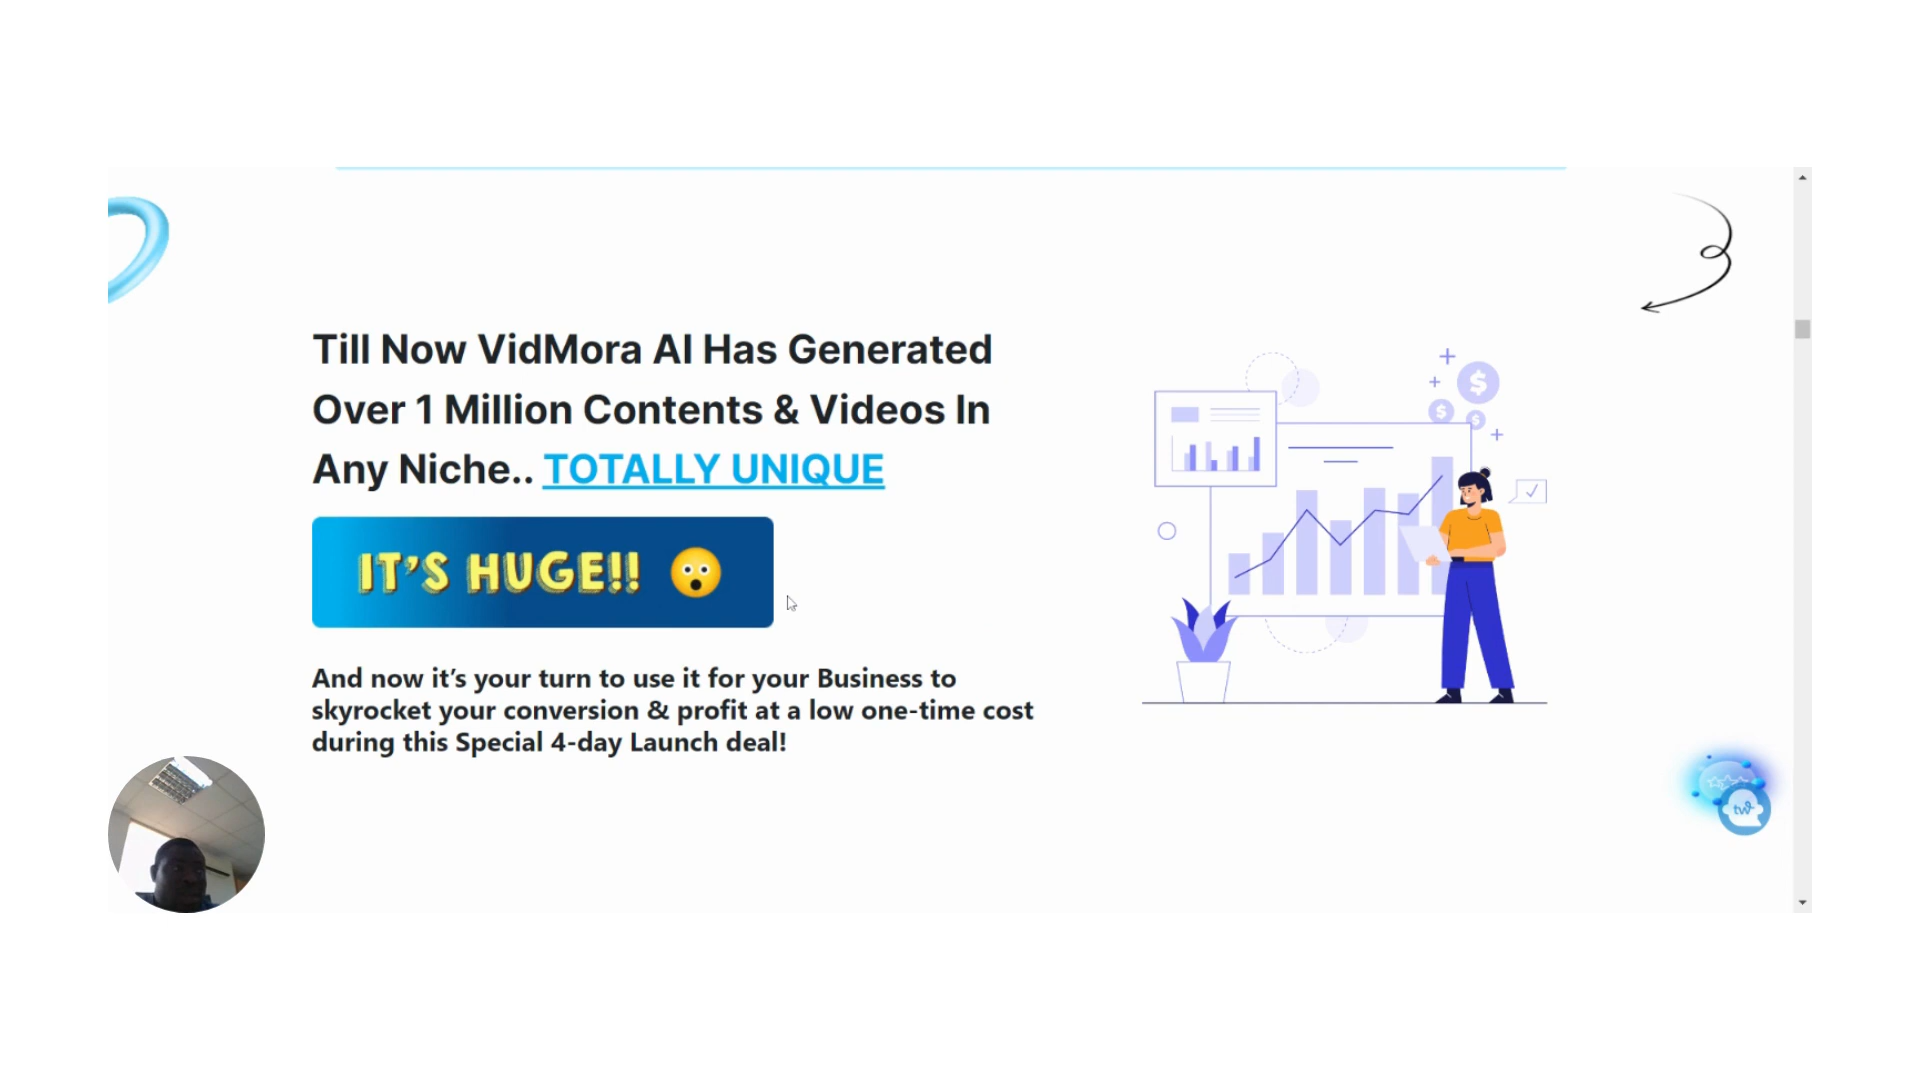 Till Now VidMora AI Has Generated
Over 1 Million Contents & Videos In
Any Niche.. TOTALLY UNIQUE
IT'S HUGE!!
And now it’s your turn to use it for your Business to
skyrocket your conversion & profit at a low one-time cost
during this Special 4-day Launch deal!
tw